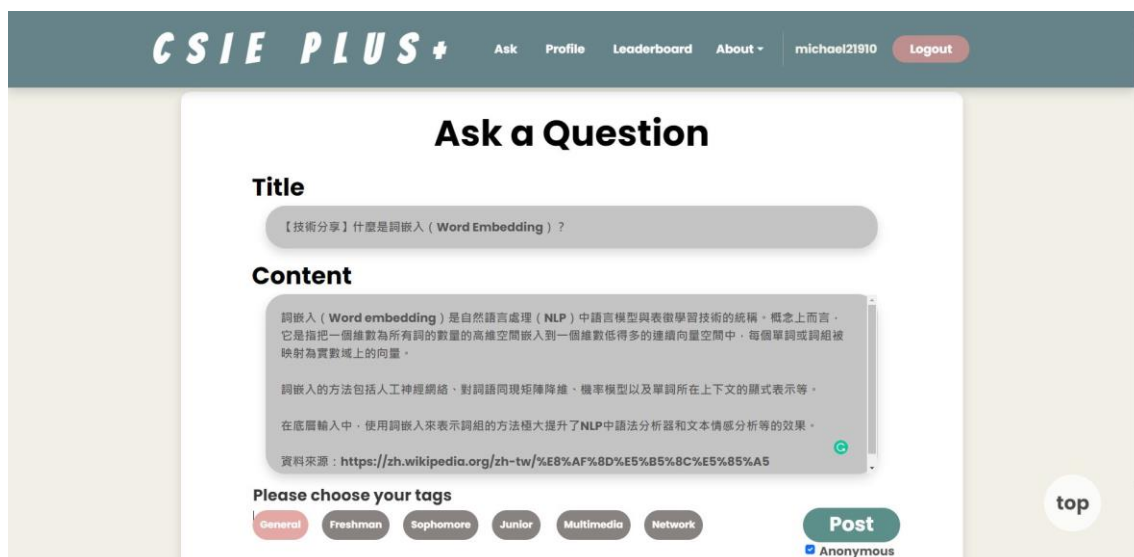 CSIE PLUS+
Ask Profile Leaderboard About michael21910 Logout
Ask a Question
Title
【技術分享】什麼是詞嵌入(Word Embedding)?
Content
詞嵌入(Word embedding)是自然語言處理(NLP)中語言模型與表徵學習技術的統稱。概念上而言,
它是指把一個維數為所有詞的數量的高維空間嵌入到一個維數低得多的連續向量空間中,每個單詞或詞組被
映射為實數域上的向量。
詞嵌入的方法包括人工神經網絡、對詞語同現矩陣降維、機率模型以及單詞所在上下文的顯式表示等。
在底層輸入中,使用詞嵌入來表示詞組的方法極大提升了NLP中語法分析器和文本情感分析等的效果。
資料來源:https://zh.wikipedia.org/zh-tw/%E8%AF%8D%E5%B5%8C%E5%85%A5
Please choose your tags
General Freshman Sophomore Junior Multimedia Network Post
Anonymous
top